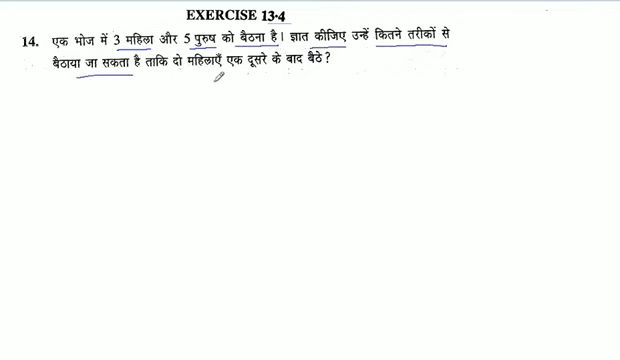 EXERCISE 13·4
14. एक भोज में 3 महिला और 5 पुरुष को बैठना है। ज्ञात कीजिए उन्हें कितने तरीकों से
बैठाया जा सकता है ताकि दो महिलाएँ एक दूसरे के बाद बैठे?